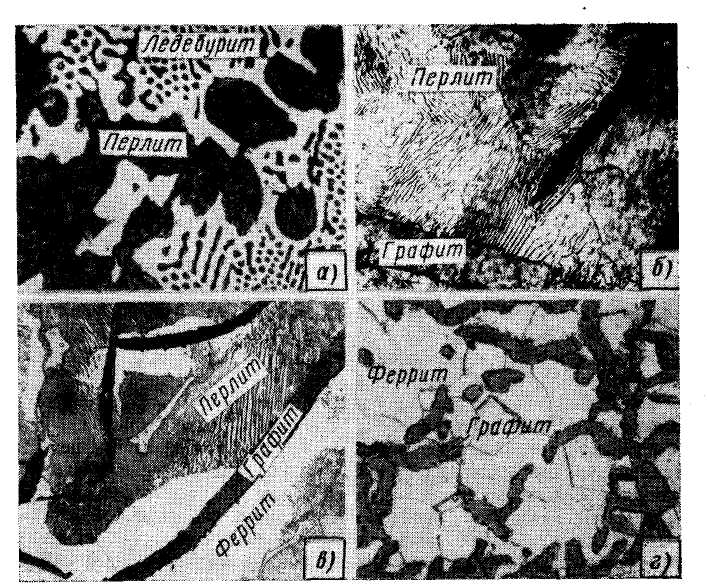 Ледебурит
Перлит
а)
Перлит
Графит
б)
Перлит
Графит
Феррит
в)
Феррит
Графит
г)